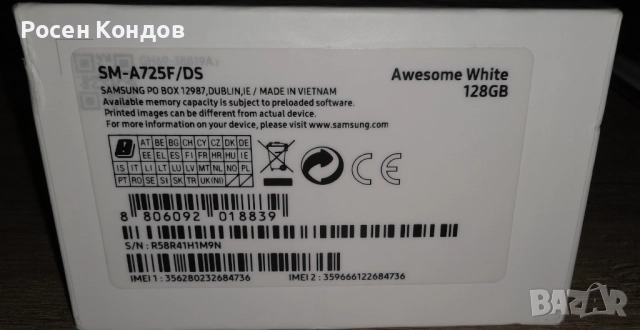 Росен Кондов
SM-A725F/DS
Awesome White
128GB
SAMSUNG PO BOX 12987,DUBLIN,IE / MADE IN VIETNAM
Available memory capacity is subject to preloaded software.
Printed images can be different from actual device.
For more information on your device, please visit www.samsung.com
AT BE BG CH CY CZ DK DE
EE EL ES FI FR HR HU IE
IS IT LI LT LU LV MT NL NO PL
PT RO SE SI SK TR UK(NI)
CE
8 806092 018839
S/N : R58R41H1M9N
IMEI 1 : 356280232684736
IMEI 2 : 359666122684736
BAZAR
bg